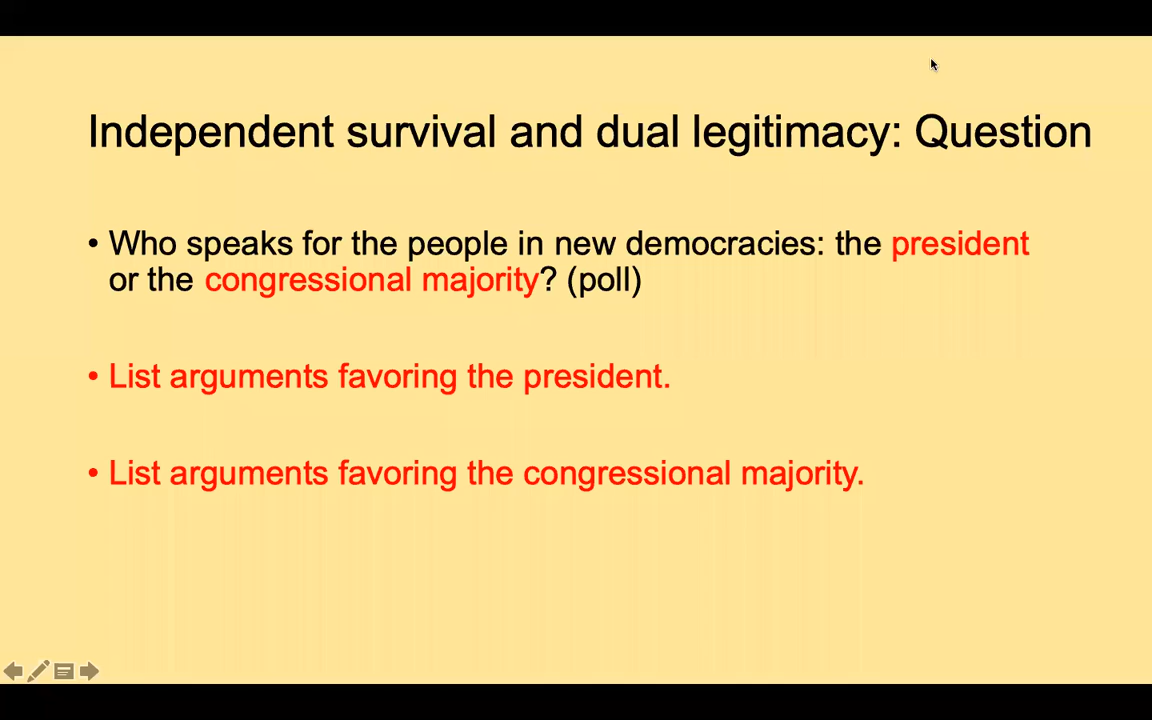 Independent survival and dual legitimacy: Question
• Who speaks for the people in new democracies: the president
or the congressional majority? (poll)
• List arguments favoring the president.
• List arguments favoring the congressional majority.